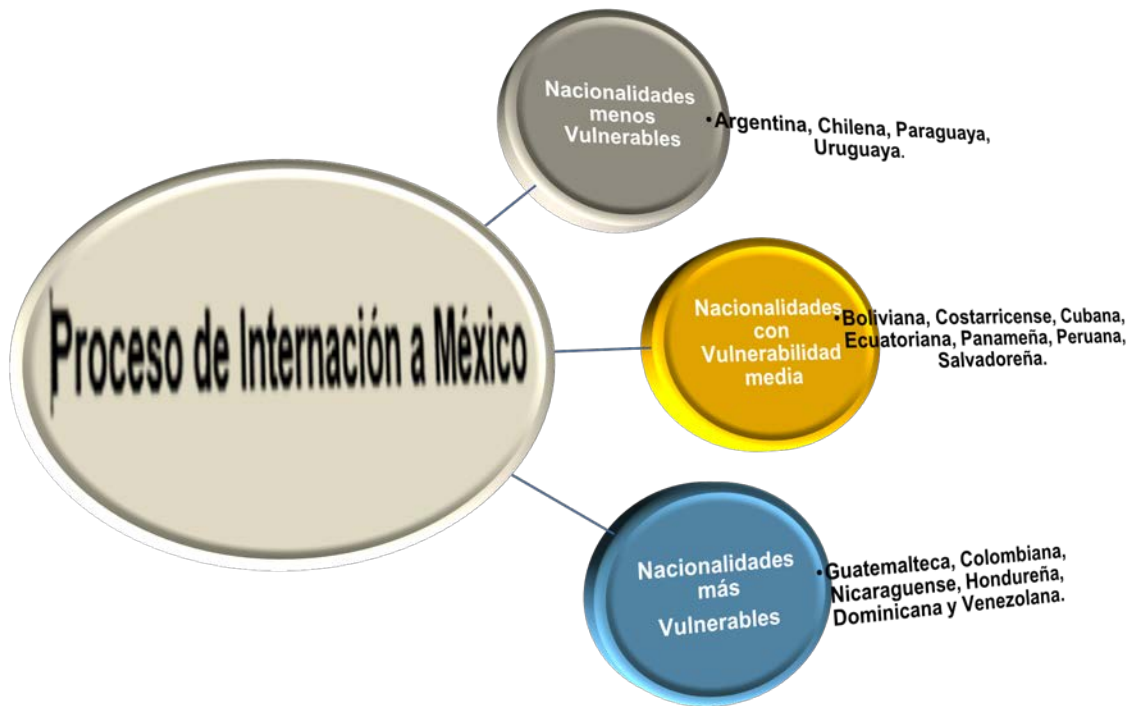 Proceso de Internación a México
Nacionalidades
menos
Vulnerables
•Argentina, Chilena, Paraguaya,
Uruguaya.
Nacionalidades
con
Vulnerabilidad
media
•Boliviana, Costarricense, Cubana,
Ecuatoriana, Panameña, Peruana,
Salvadoreña.
Nacionalidades
más
Vulnerables
•Guatemalteca, Colombiana,
Nicaraguense, Hondureña,
Dominicana y Venezolana.